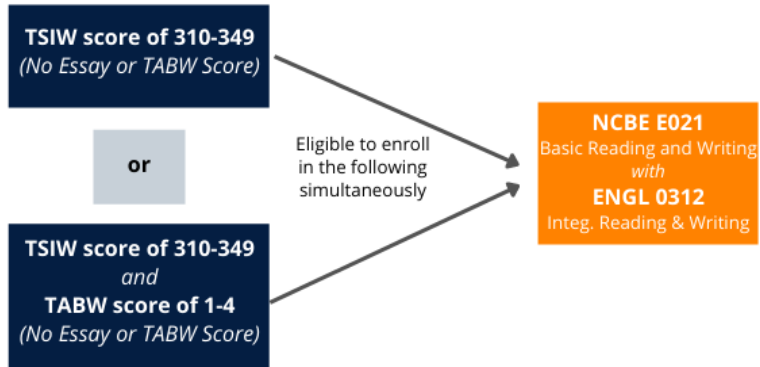 TSIW score of 310-349
(No Essay or TABW Score)
or
TSIW score of 310-349
and
TABW score of 1-4
(No Essay or TABW Score)
Eligible to enroll
in the following
simultaneously
NCBE E021
Basic Reading and Writing
with
ENGL 0312
Integ. Reading & Writing